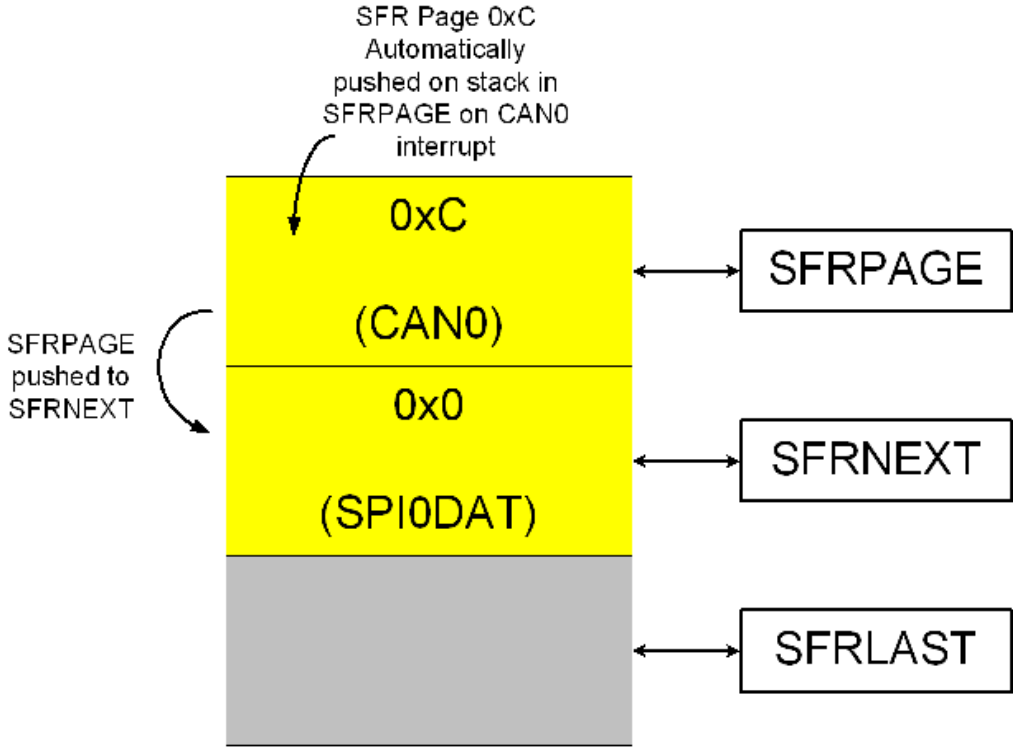 SFR Page 0xC
Automatically
pushed on stack in
SFRPAGE on CAN0
interrupt
0xC
(CAN0)
SFRPAGE
SFRPAGE
pushed to
SFRNEXT
0x0
(SPI0DAT)
SFRNEXT
SFRLAST